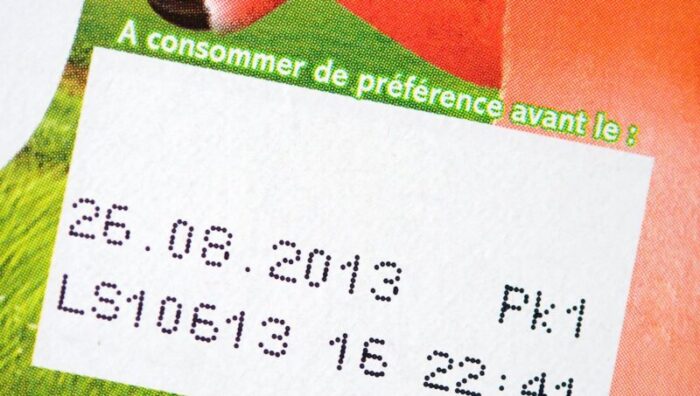 A consommer de préférence avant le :
26.08.2013 PK1
LS10613 16 22:41